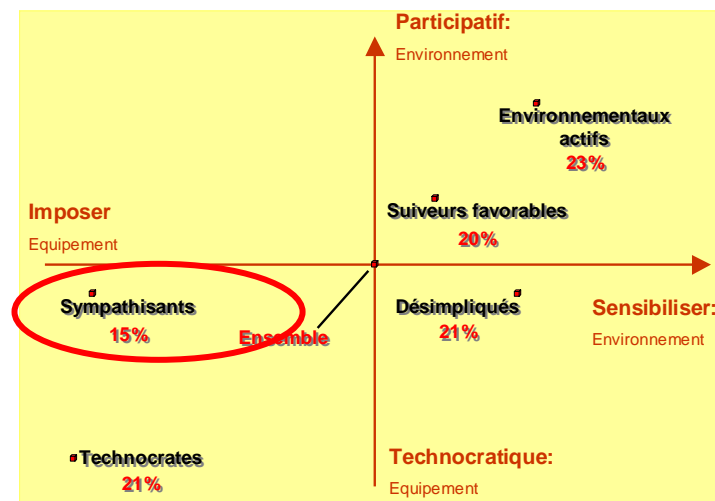 Participatif:
Environnement
Environnementaux
actifs
23%
Imposer
Equipement
Suiveurs favorables
20%
Sympathisants
15%
Ensemble
Désimpliqués
21%
Sensibiliser:
Environnement
Technocrates
21%
Technocratique:
Equipement